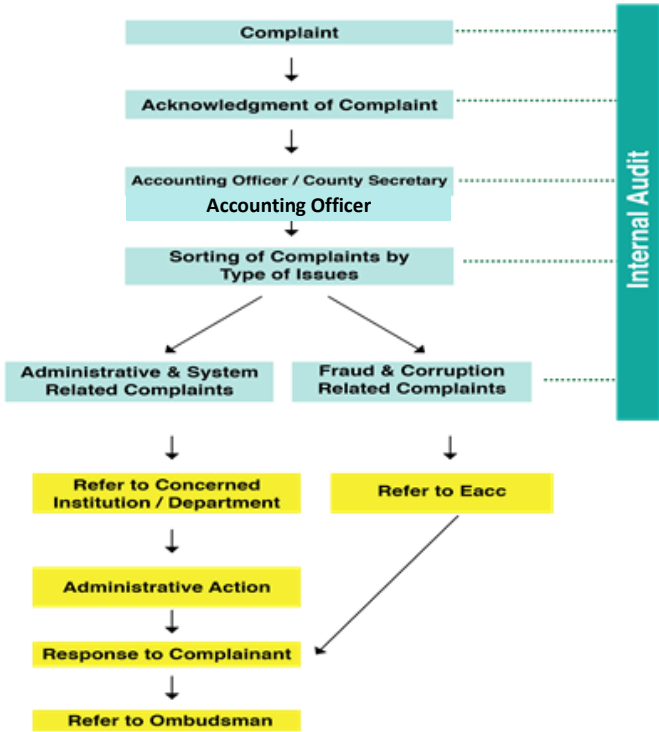 Complaint
Acknowledgment of Complaint
Accounting Officer / County Secretary
Accounting Officer
Sorting of Complaints by
Type of Issues
Internal Audit
Administrative & System
Related Complaints
Fraud & Corruption
Related Complaints
Refer to Concerned
Institution / Department
Refer to Eacc
Administrative Action
Response to Complainant
Refer to Ombudsman